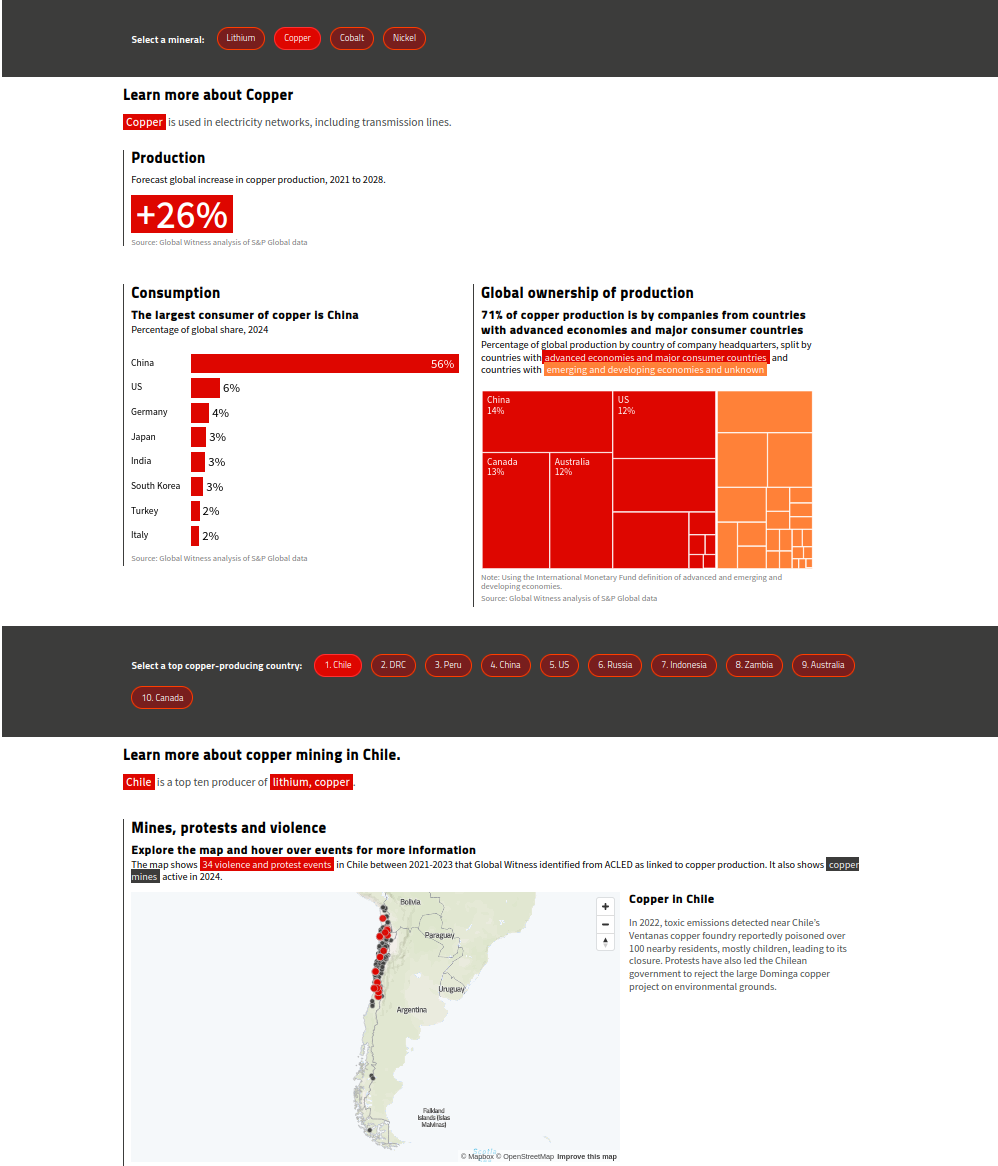 Select a mineral:
Lithium
Copper
Cobalt
Nickel
Learn more about Copper
Copper is used in electricity networks, including transmission lines.
Production
Forecast global increase in copper production, 2021 to 2028.
+26%
Source: Global Witness analysis of S&P Global data
Consumption
The largest consumer of copper is China
Percentage of global share, 2024
China
56%
US
6%
Germany
4%
Japan
3%
India
3%
South Korea
3%
Turkey
2%
Italy
2%
Source: Global Witness analysis of S&P Global data
Global ownership of production
71% of copper production is by companies from countries
with advanced economies and major consumer countries
Percentage of global production by country of company headquarters, split by
countries with advanced economies and major consumer countries and
countries with emerging and developing economies and unknown
China
14%
US
12%
Canada
13%
Australia
12%
Note: Using the International Monetary Fund definition of advanced and emerging and
developing economies.
Source: Global Witness analysis of S&P Global data
Select a top copper-producing country:
1. Chile
2. DRC
3. Peru
4. China
5. US
6. Russia
7. Indonesia
8. Zambia
9. Australia
10. Canada
Learn more about copper mining in Chile.
Chile is a top ten producer of lithium, copper.
Mines, protests and violence
Explore the map and hover over events for more information
The map shows 34 violence and protest events in Chile between 2021-2023 that Global Witness identified from ACLED as linked to copper production. It also shows copper
mines active in 2024.
Bolivia
Paraguay
Uruguay
Argentina
Falkland
Islands (Islas
Malvinas)
Scotia
© Mapbox © OpenStreetMap Improve this map
Copper in Chile
In 2022, toxic emissions detected near Chile's
Ventanas copper foundry reportedly poisoned over
100 nearby residents, mostly children, leading to its
closure. Protests have also led the Chilean
government to reject the large Dominga copper
project on environmental grounds.